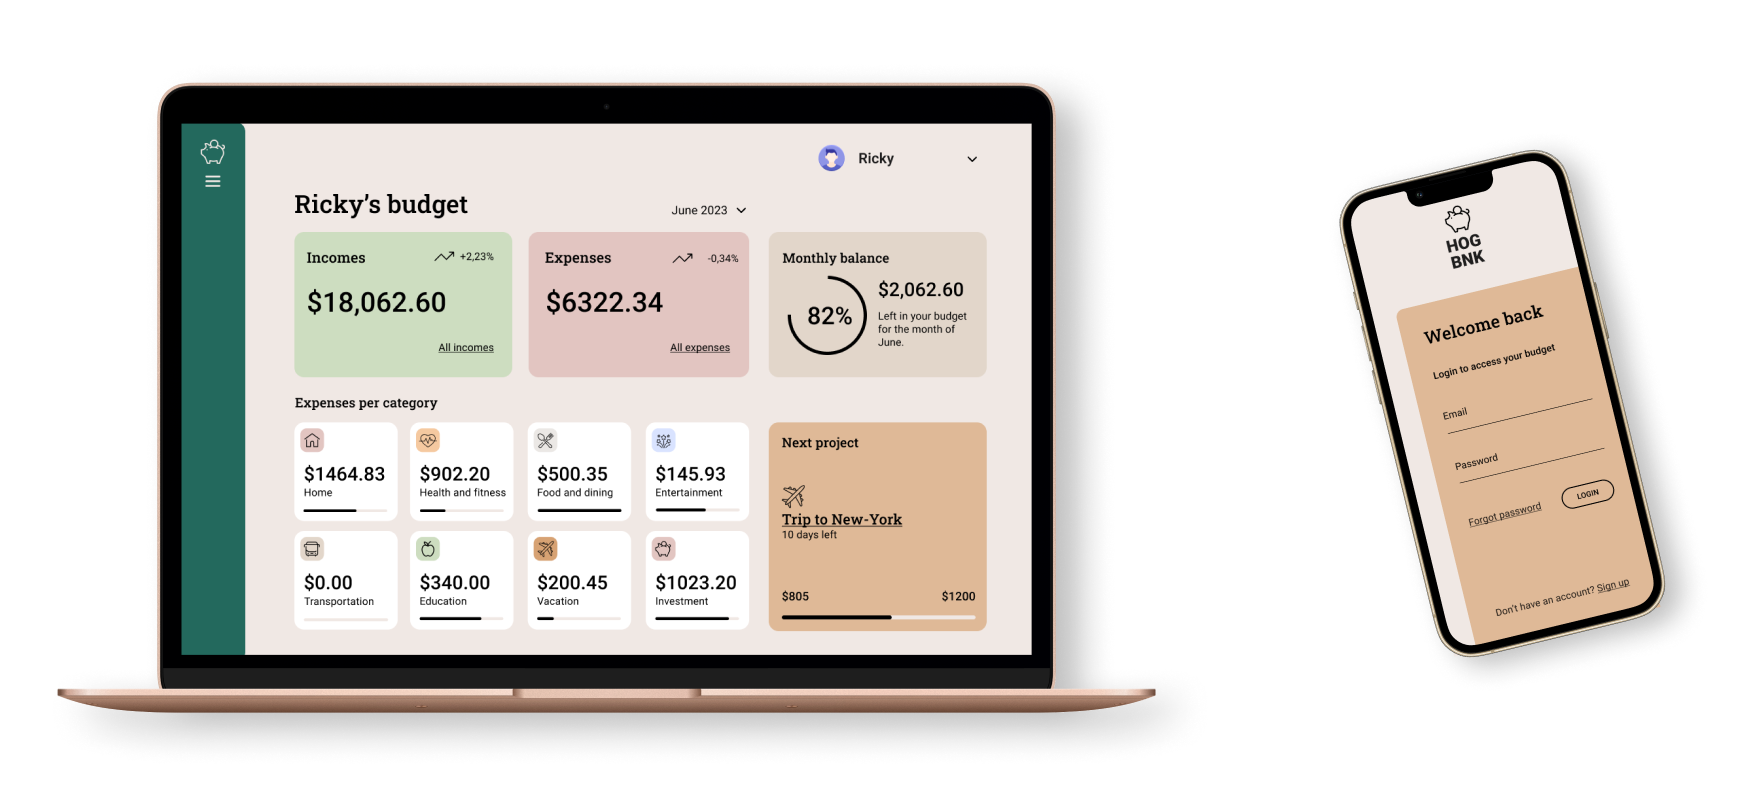 Ricky
Ricky’s budget
June 2023
Incomes
+2,23%
$18,062.60
All incomes
Expenses
-0,34%
$6322.34
All expenses
Monthly balance
82%
$2,062.60
Left in your budget
for the month of
June.
Expenses per category
$1464.83
Home
$902.20
Health and fitness
$500.35
Food and dining
$145.93
Entertainment
$0.00
Transportation
$340.00
Education
$200.45
Vacation
$1023.20
Investment
Next project
Trip to New-York
10 days left
$805
$1200
HOG
BNK
Welcome back
Login to access your budget
Email
Password
Forgot password
LOGIN
Don't have an account? Sign up